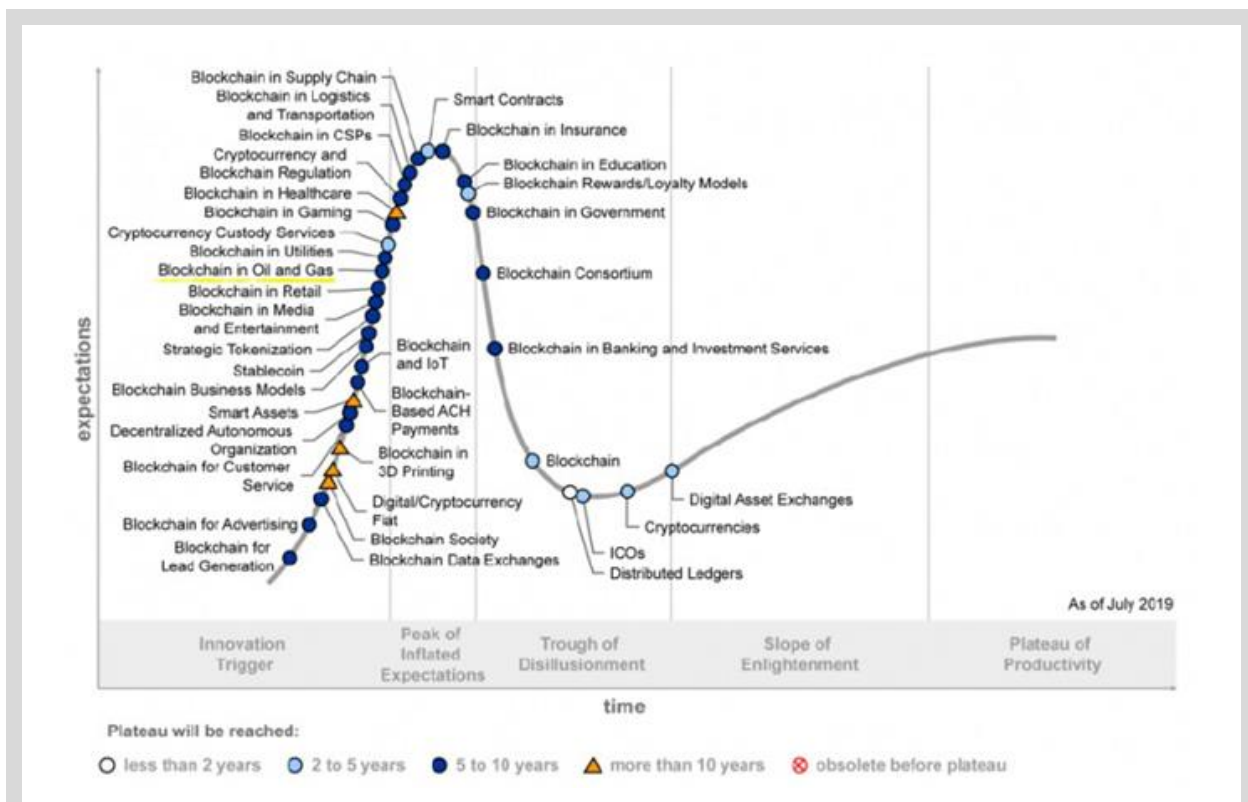 Blockchain in Supply Chain
Blockchain in Logistics
and Transportation
Blockchain in CSPs
Cryptocurrency and
Blockchain Regulation
Blockchain in Healthcare
Blockchain in Gaming
Cryptocurrency Custody Services
Blockchain in Utilities
Blockchain in Oil and Gas
Blockchain in Retail
Blockchain in Media
and Entertainment
Strategic Tokenization
Stablecoin
Blockchain Business Models
Smart Assets
Decentralized Autonomous
Organization
Blockchain for Customer
Service
Blockchain for Advertising
Blockchain for
Lead Generation
Smart Contracts
Blockchain in Insurance
Blockchain in Education
Blockchain Rewards/Loyalty Models
Blockchain in Government
Blockchain Consortium
Blockchain in Banking and Investment Services
Blockchain
and IoT
Blockchain-
Based ACH
Payments
Blockchain in
3D Printing
Digital/Cryptocurrency
Fiat
Blockchain Society
Blockchain Data Exchanges
Blockchain
Digital Asset Exchanges
Cryptocurrencies
ICOs
Distributed Ledgers
expectations
As of July 2019
Innovation
Trigger
Peak of
Inflated
Expectations
Trough of
Disillusionment
Slope of
Enlightenment
Plateau of
Productivity
time
Plateau will be reached:
less than 2 years
2 to 5 years
5 to 10 years
more than 10 years
obsolete before plateau